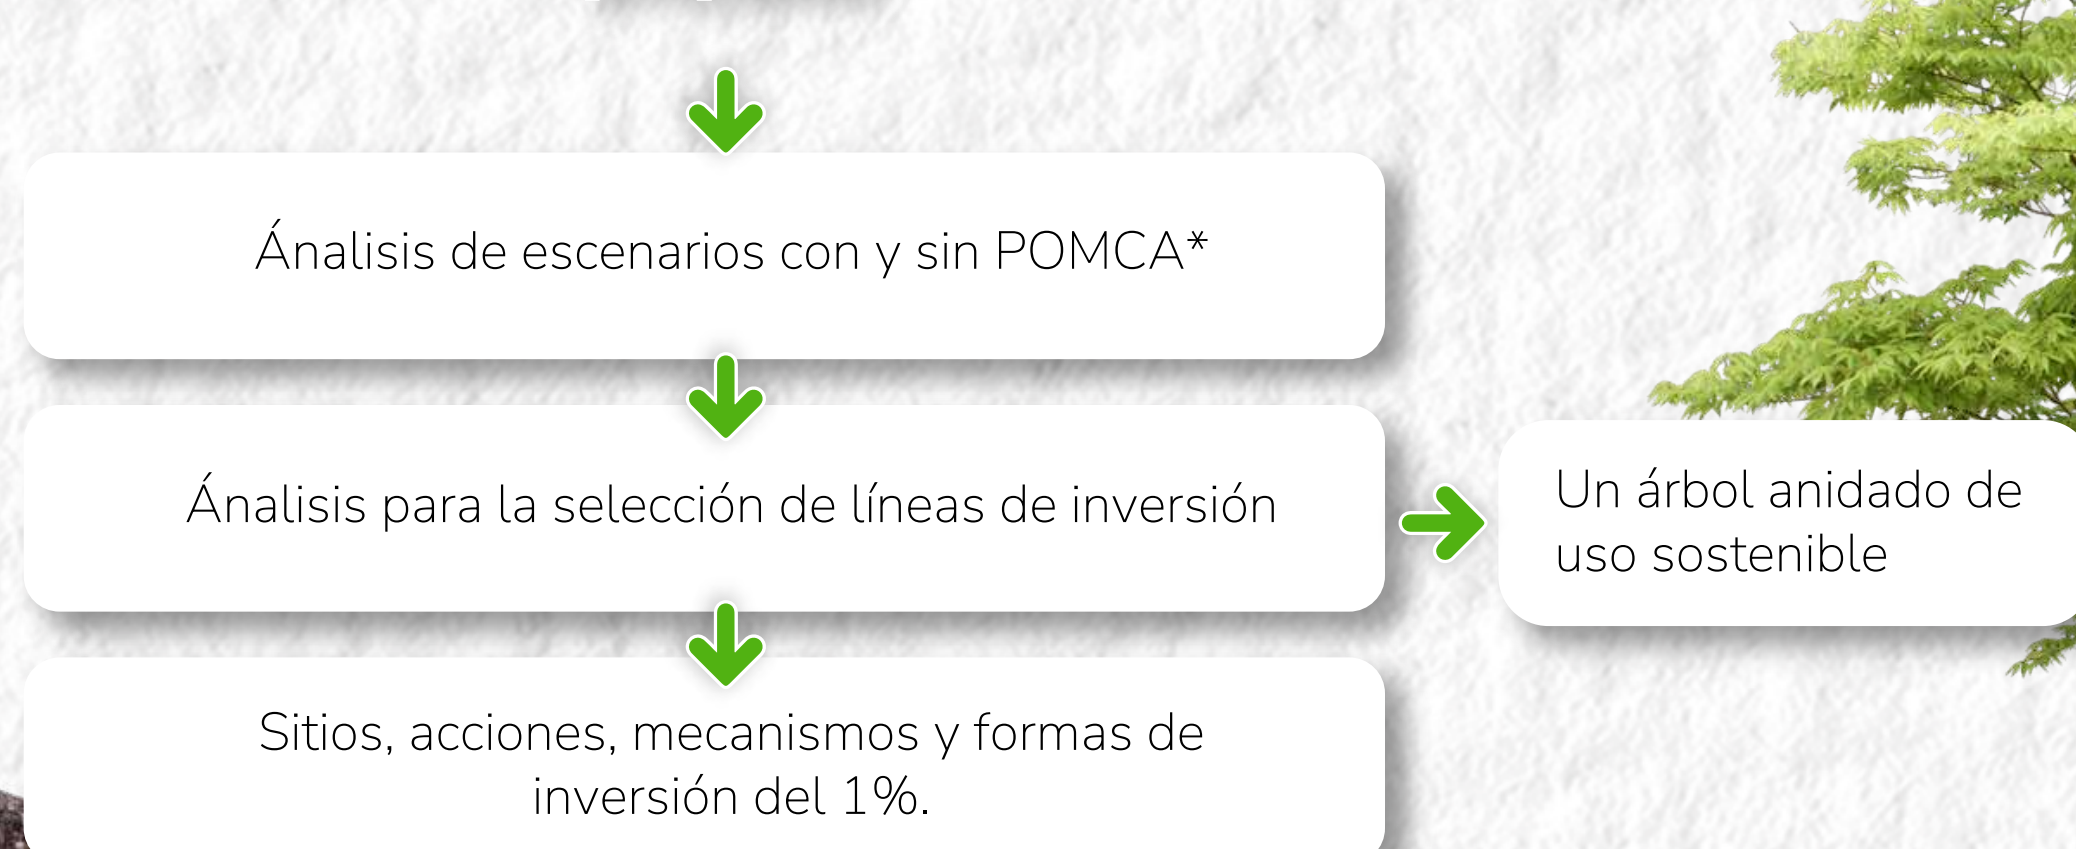 Ánalisis de escenarios con y sin POMCA*
Ánalisis para la selección de líneas de inversión
Un árbol anidado de
uso sostenible
Sitios, acciones, mecanismos y formas de
inversión del 1%.